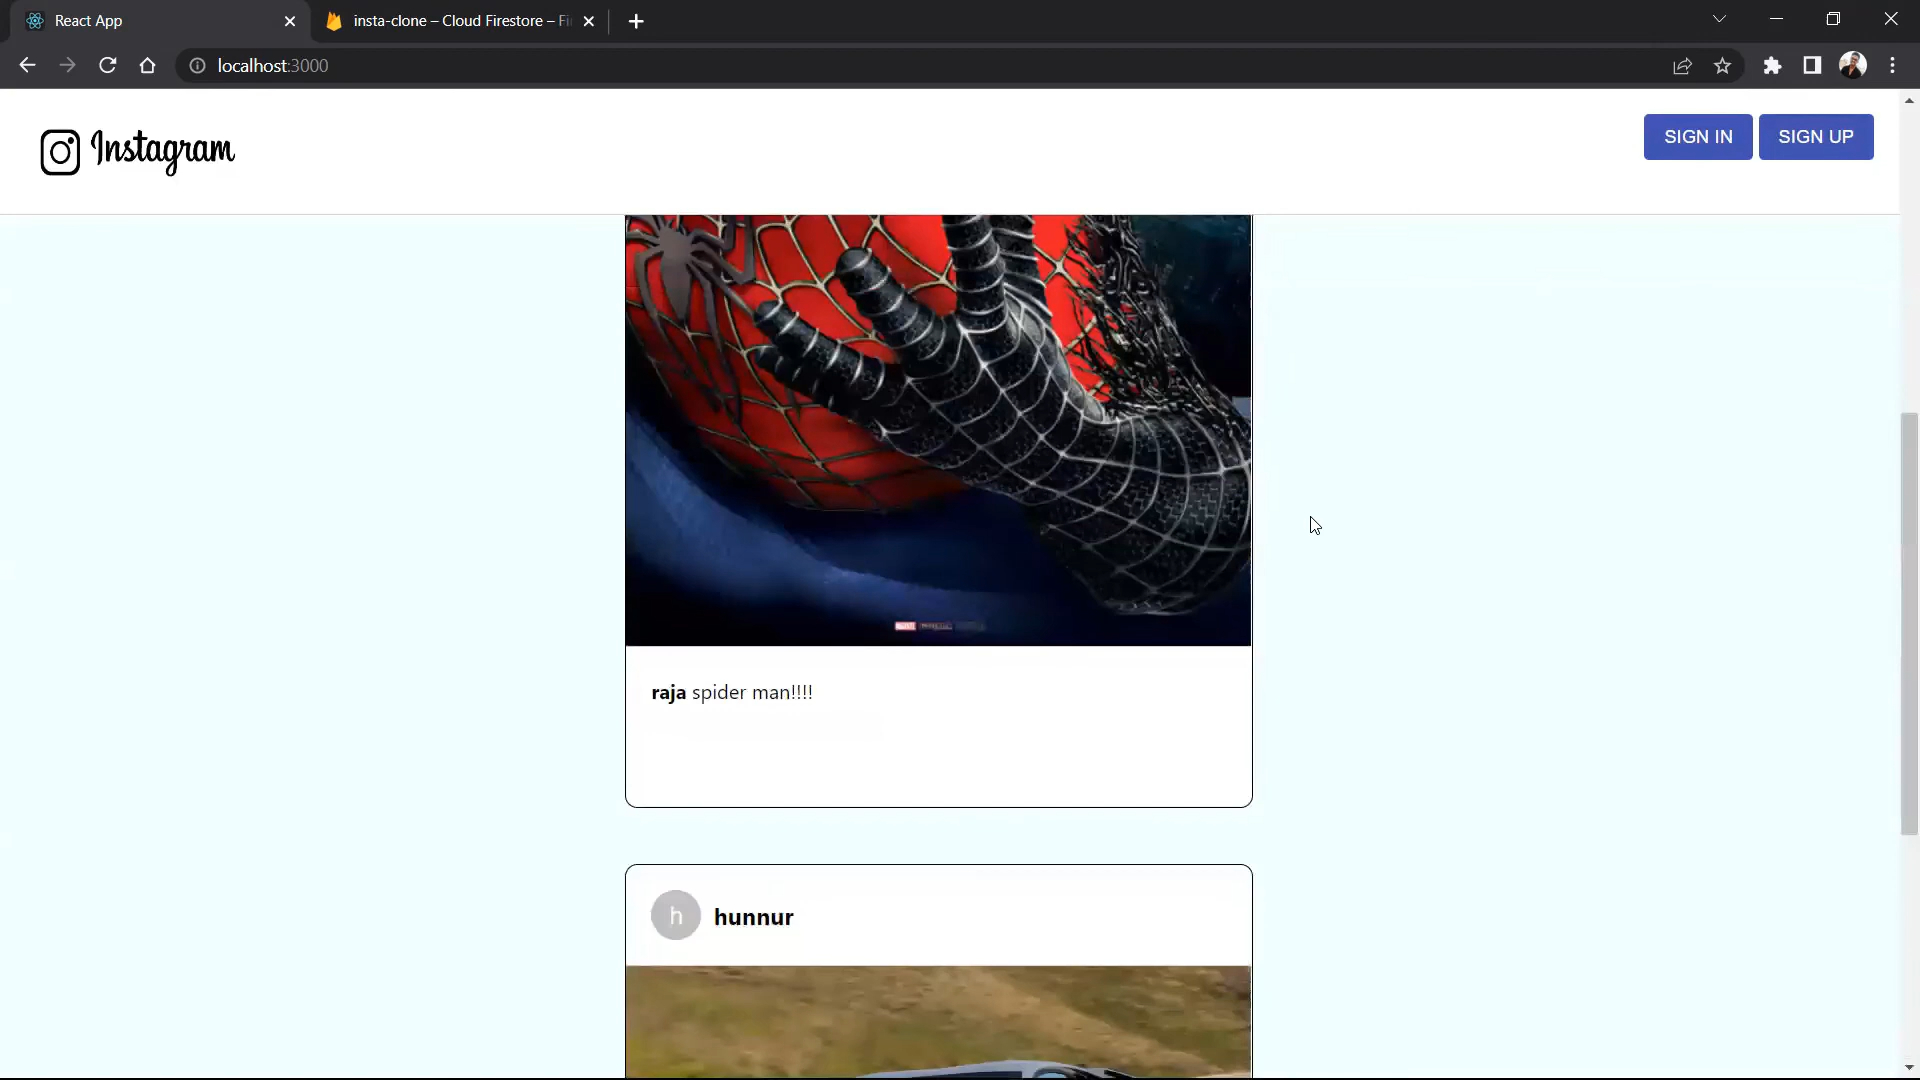 React App
insta-clone – Cloud Firestore – Fi
localhost:3000
Instagram
SIGN IN
SIGN UP
raja spider man!!!!
h
hunnur